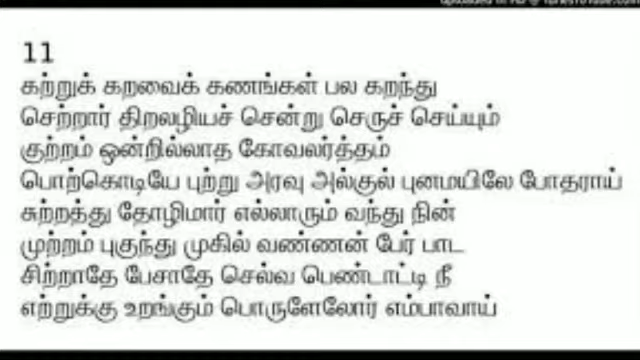 11
கற்றுக் கறவைக் கணங்கள் பல கறந்து
செற்றார் திறலழியச் சென்று செருச் செய்யும்
குற்றம் ஒன்றில்லாத கோவலர்த்தம்
பொற்கொடியே புற்று அரவு அல்குல் புனமயிலே போதராய்
சுற்றத்து தோழிமார் எல்லாரும் வந்து நின்
முற்றம் புகுந்து முகில் வண்ணன் பேர் பாட
சிற்றாதே பேசாதே செல்வ பெண்டாட்டி நீ
எற்றுக்கு உறங்கும் பொருளேலோர் எம்பாவாய்